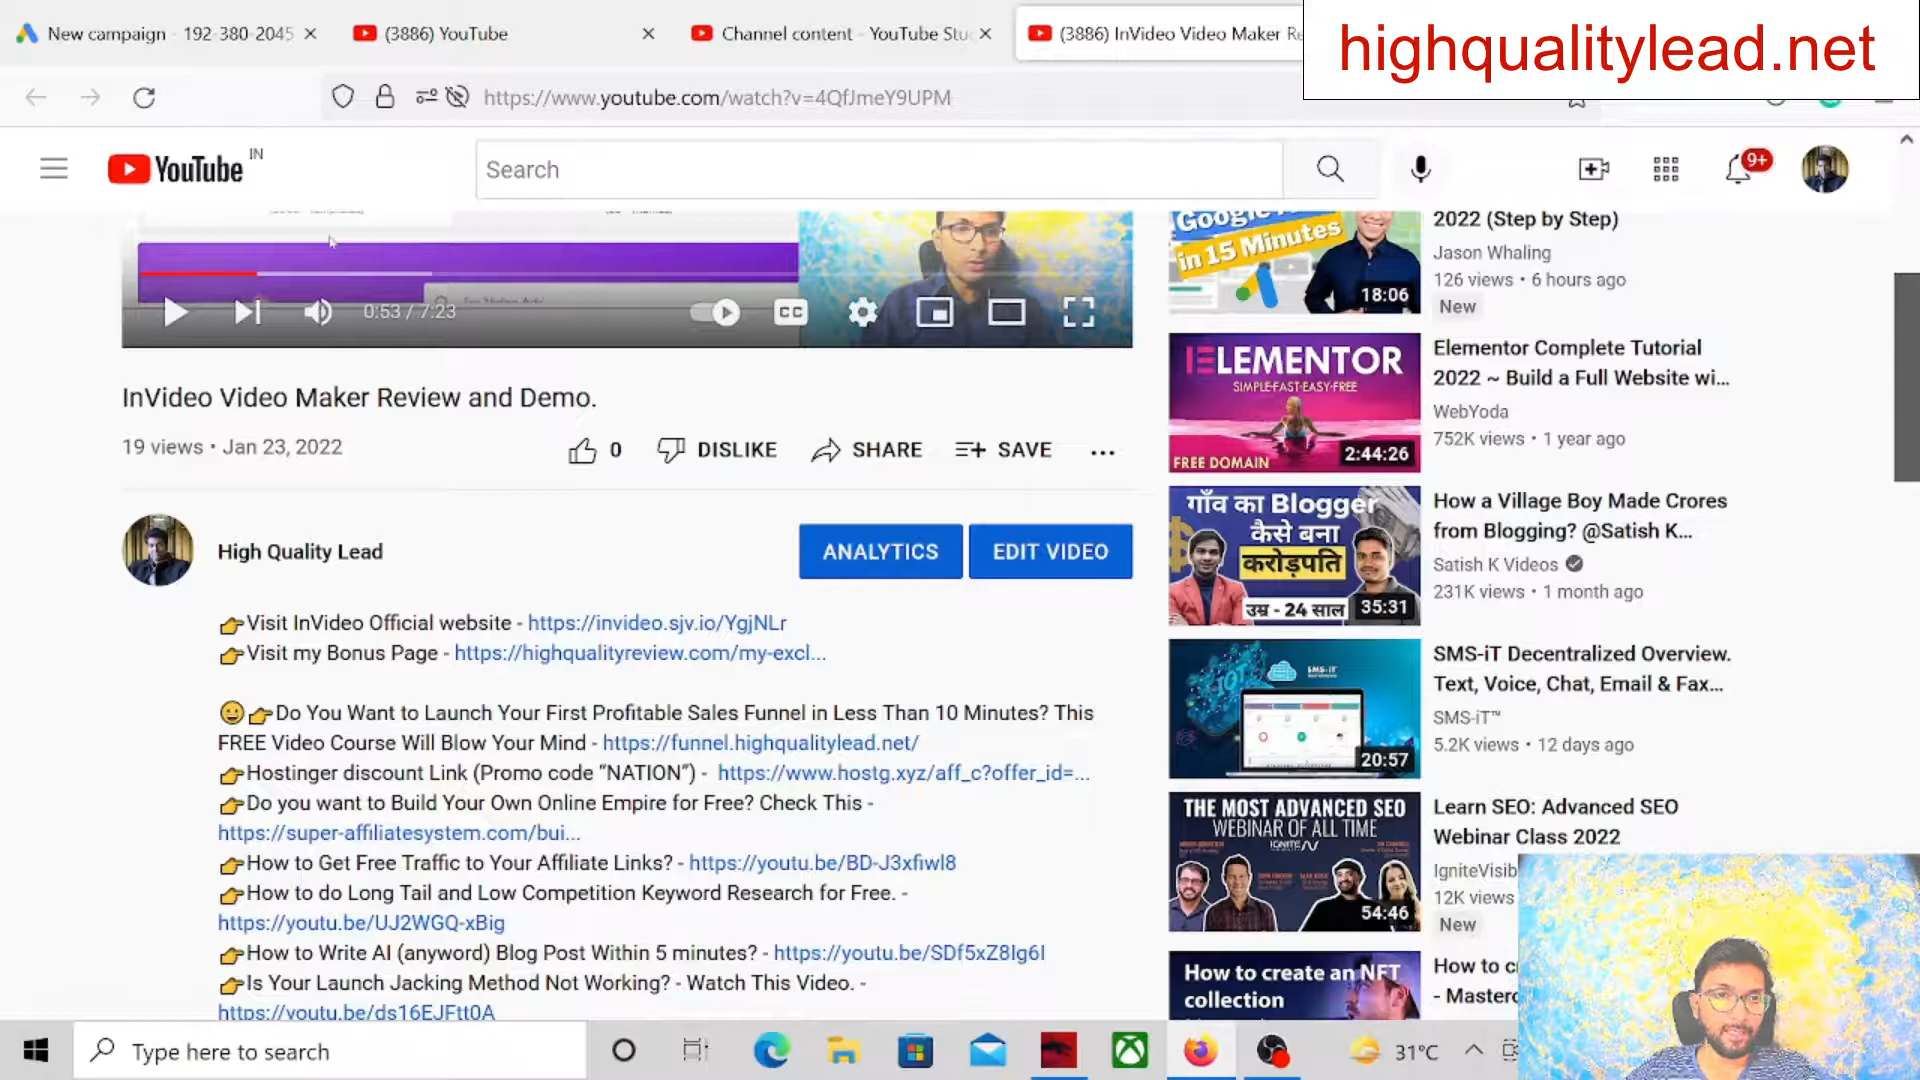 New campaign - 192-380-2045
(3886) YouTube
Channel content - YouTube Stu
(3886) InVideo Video Maker Re
highqualitylead.net
https://www.youtube.com/watch?v=4QfJmeY9UPM
YouTube IN
Search
9+
0:53 / 7:23
CC
InVideo Video Maker Review and Demo.
19 views • Jan 23, 2022
0 DISLIKE SHARE SAVE ...
High Quality Lead
ANALYTICS EDIT VIDEO
👉Visit InVideo Official website - https://invideo.sjv.io/YgjNLr
👉Visit my Bonus Page - https://highqualityreview.com/my-excl...
😀👉Do You Want to Launch Your First Profitable Sales Funnel in Less Than 10 Minutes? This
FREE Video Course Will Blow Your Mind - https://funnel.highqualitylead.net/
👉Hostinger discount Link (Promo code “NATION”) - https://www.hostg.xyz/aff_c?offer_id=...
👉Do you want to Build Your Own Online Empire for Free? Check This -
https://super-affiliatesystem.com/bui...
👉How to Get Free Traffic to Your Affiliate Links? - https://youtu.be/BD-J3xfiwl8
👉How to do Long Tail and Low Competition Keyword Research for Free. -
https://youtu.be/UJ2WGQ-xBig
👉How to Write AI (anyword) Blog Post Within 5 minutes? - https://youtu.be/SDf5xZ8Ig6I
👉Is Your Launch Jacking Method Not Working? - Watch This Video. -
https://youtu.be/ds16EJFtt0A
Google
in 15 Minutes
18:06
2022 (Step by Step)
Jason Whaling
126 views • 6 hours ago
New
ELEMENTOR
SIMPLE-FAST-EASY-FREE
FREE DOMAIN
2:44:26
Elementor Complete Tutorial
2022 ~ Build a Full Website wi...
WebYoda
752K views • 1 year ago
गाँव का Blogger
कैसे बना
करोड़पति
उम्र - 24 साल
35:31
How a Village Boy Made Crores
from Blogging? @Satish K...
Satish K Videos
231K views • 1 month ago
IOT
SMS-iT
20:57
SMS-iT Decentralized Overview.
Text, Voice, Chat, Email & Fax...
SMS-iT™
5.2K views • 12 days ago
THE MOST ADVANCED SEO
WEBINAR OF ALL TIME
54:46
Learn SEO: Advanced SEO
Webinar Class 2022
IgniteVisib
12K views
New
How to create an NFT
collection
How to c
- Masterc
Type here to search
31°C